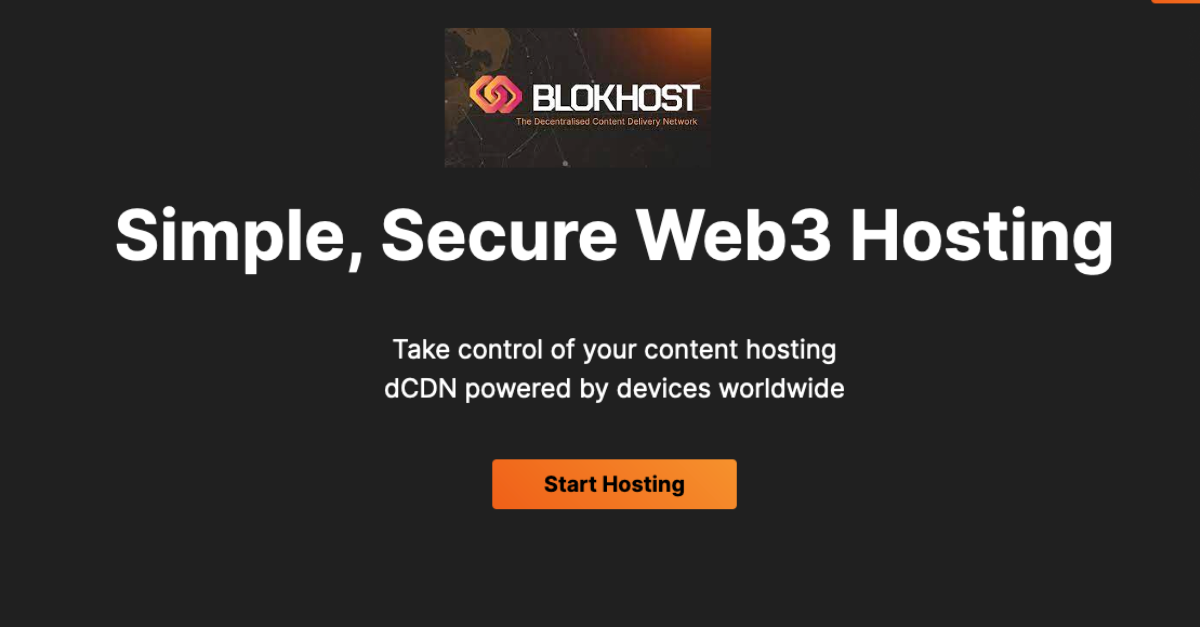 BLOKHOST
The Decentralised Content Delivery Network
Simple, Secure Web3 Hosting
Take control of your content hosting
dCDN powered by devices worldwide
Start Hosting